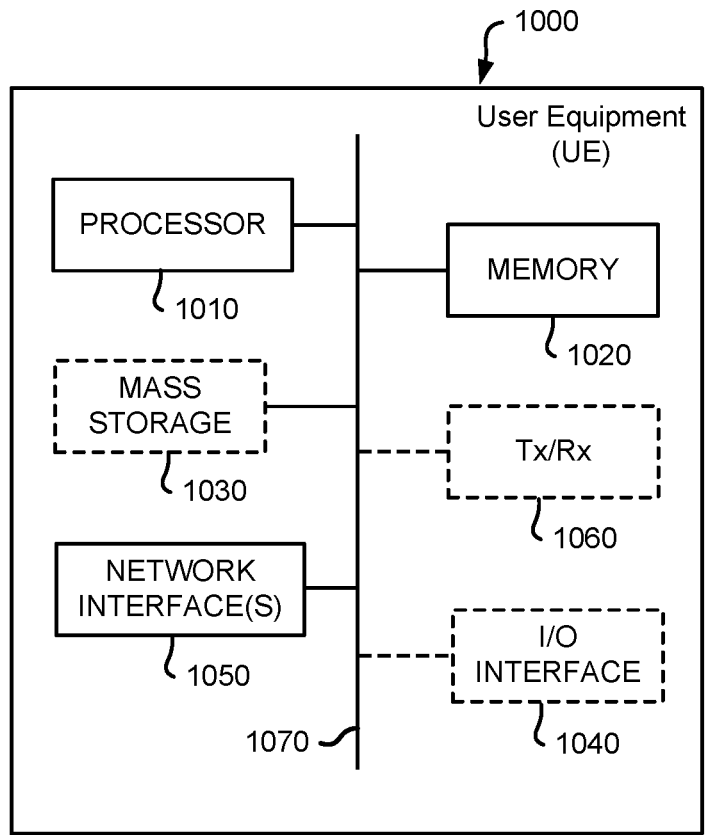 1000
User Equipment
(UE)
PROCESSOR
1010
MEMORY
1020
MASS
STORAGE
1030
Tx/Rx
1060
NETWORK
INTERFACE(S)
1050
I/O
INTERFACE
1040
1070